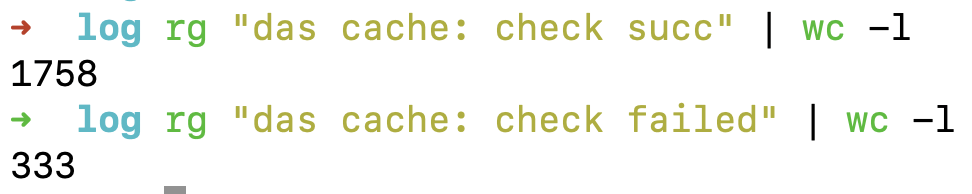 ➜  log rg "das cache: check succ" | wc -l
1758
➜  log rg "das cache: check failed" | wc -l
333